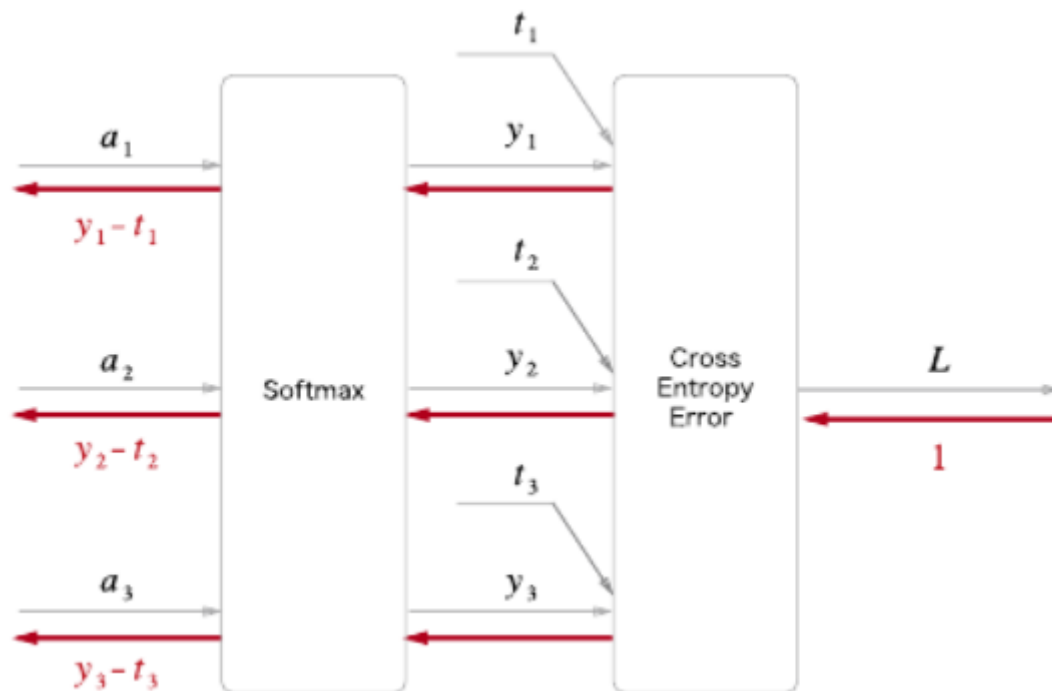 t₁
a₁
y₁
y₁ − t₁
t₂
a₂
Softmax
y₂
Cross
Entropy
Error
L
y₂ − t₂
1
t₃
a₃
y₃
y₃ − t₃